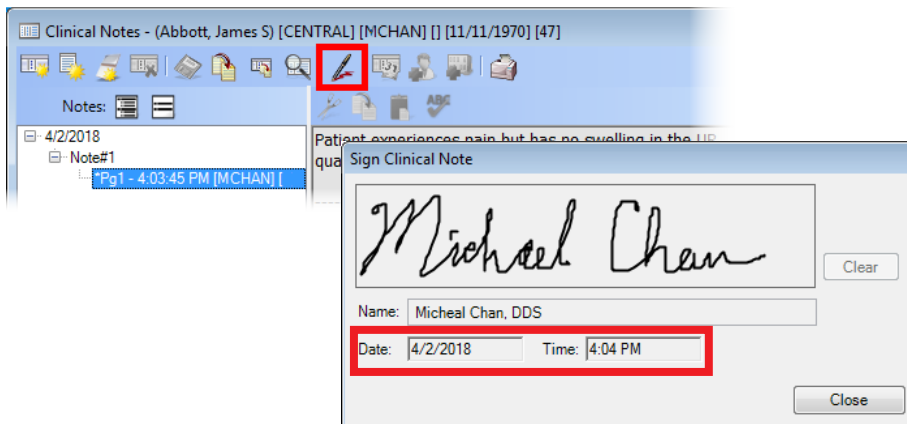 Clinical Notes - (Abbott, James S) [CENTRAL] [MCHAN] [] [11/11/1970] [47]
Notes:
ABC
4/2/2018
Note#1
*Pg1 - 4:03:45 PM [MCHAN] [
Patient experiences pain but has no swelling in the UR
qua
Sign Clinical Note
Michael Chan
Clear
Name: Micheal Chan, DDS
Date: 4/2/2018 Time: 4:04 PM
Close